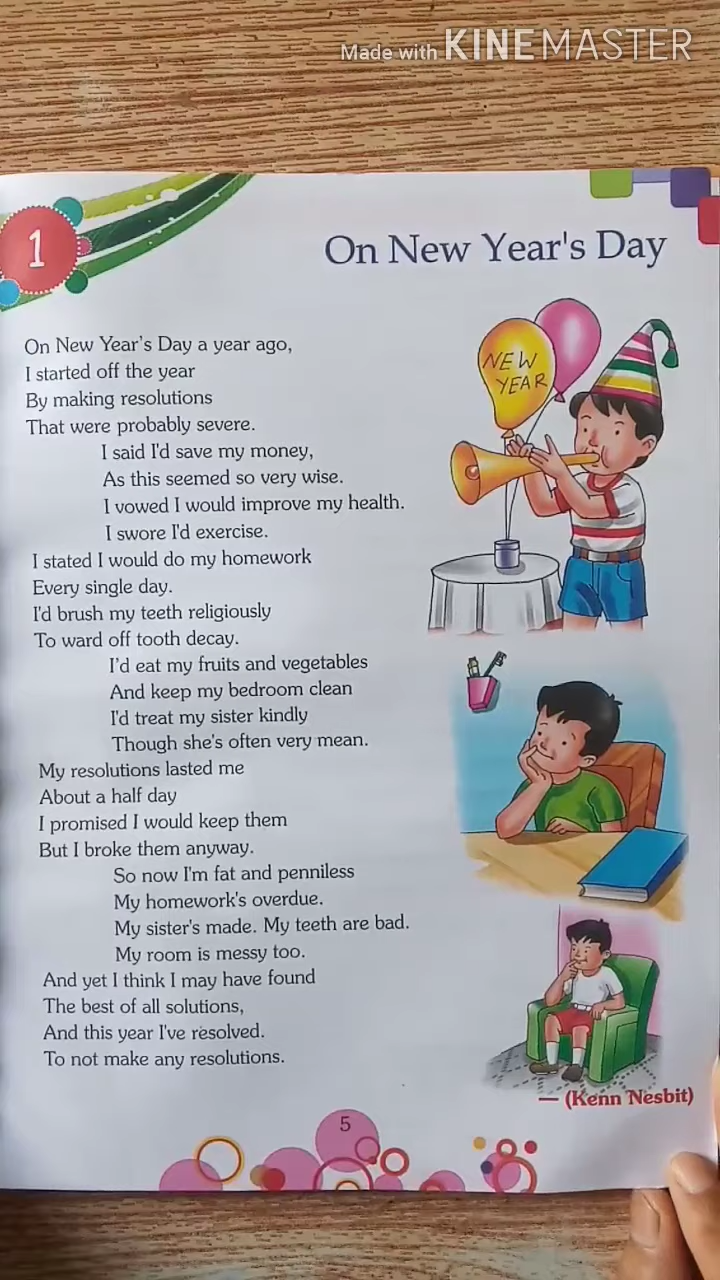 Made with KINEMASTER
1
On New Year's Day
On New Year's Day a year ago,
I started off the year
By making resolutions
That were probably severe.
I said I'd save my money,
As this seemed so very wise.
I vowed I would improve my health.
I swore I'd exercise.
I stated I would do my homework
Every single day.
I'd brush my teeth religiously
To ward off tooth decay.
I'd eat my fruits and vegetables
And keep my bedroom clean
I'd treat my sister kindly
Though she's often very mean.
My resolutions lasted me
About a half day
I promised I would keep them
But I broke them anyway.
So now I'm fat and penniless
My homework's overdue.
My sister's made. My teeth are bad.
My room is messy too.
And yet I think I may have found
The best of all solutions,
And this year I've resolved.
To not make any resolutions.
NEW
YEAR
— (Kenn Nesbit)
5